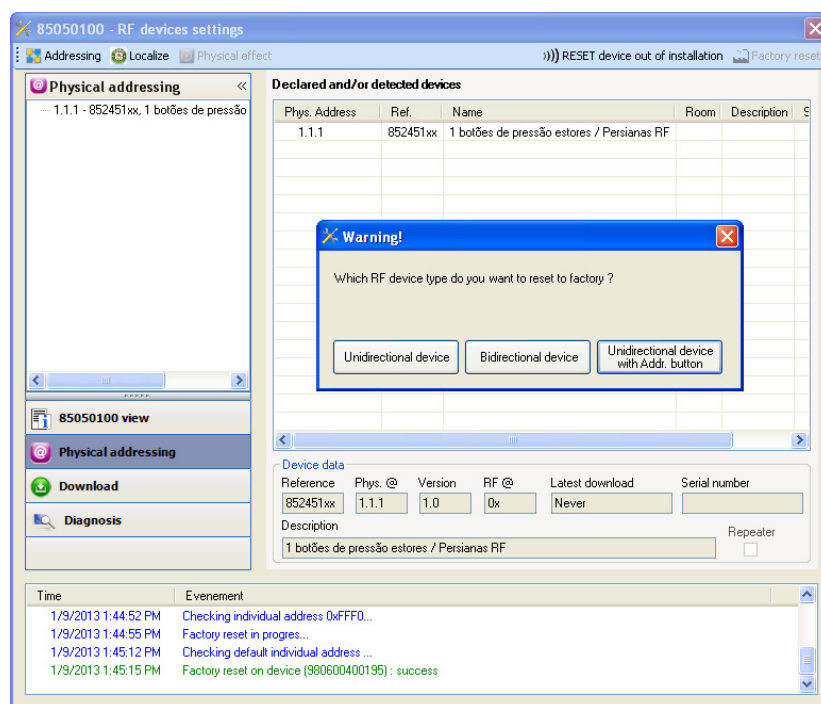 85050100 - RF devices settings
Addressing Localize Physical effect RESET device out of installation Factory reset
Physical addressing «
1.1.1 - 852451xx, 1 botões de pressão
Declared and/or detected devices
Phys. Address Ref. Name Room Description S
1.1.1 852451xx 1 botões de pressão estores / Persianas RF
Warning!
Which RF device type do you want to reset to factory ?
Unidirectional device Bidirectional device Unidirectional device
with Addr. button
85050100 view
Physical addressing
Download
Diagnosis
Device data
Reference Phys. @ Version RF @ Latest download Serial number
852451xx 1.1.1 1.0 0x Never
Description
Repeater
1 botões de pressão estores / Persianas RF
Time Evenement
1/9/2013 1:44:52 PM Checking individual address 0xFFF0...
1/9/2013 1:44:55 PM Factory reset in progres...
1/9/2013 1:45:12 PM Checking default individual address ...
1/9/2013 1:45:15 PM Factory reset on device (980600400195) : success